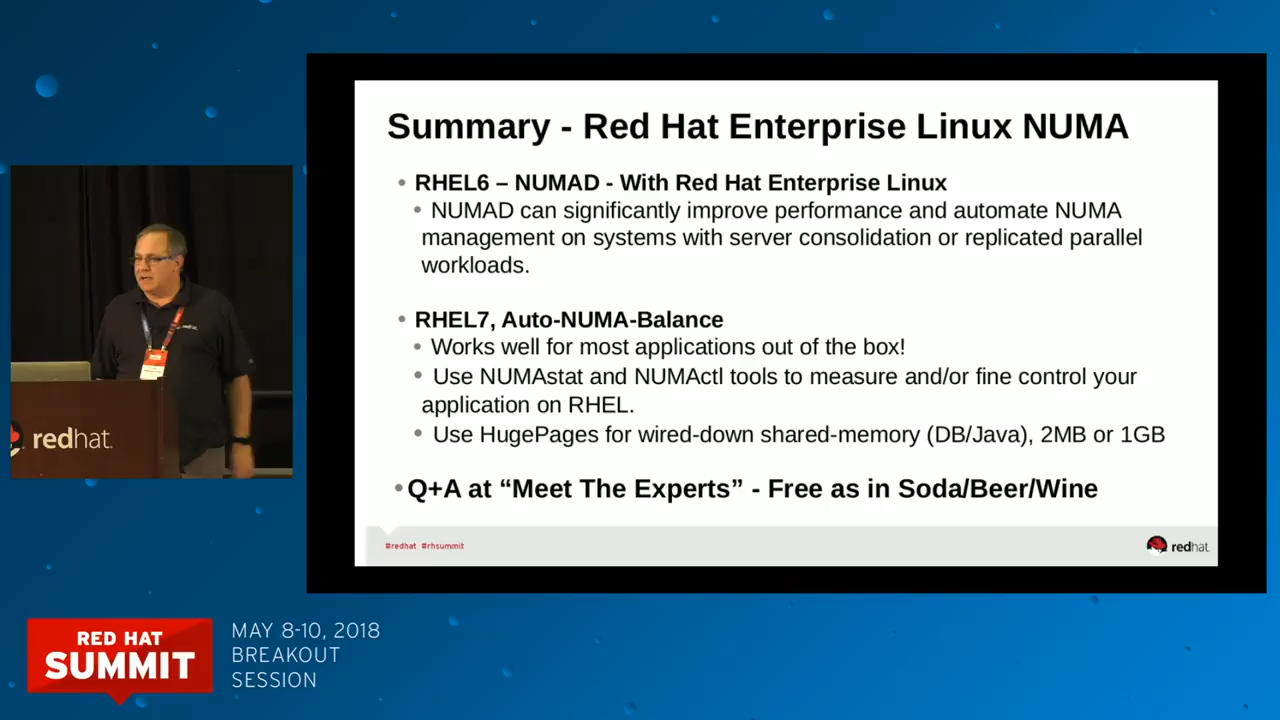 Summary - Red Hat Enterprise Linux NUMA
• RHEL6 – NUMAD - With Red Hat Enterprise Linux
• NUMAD can significantly improve performance and automate NUMA
management on systems with server consolidation or replicated parallel
workloads.
• RHEL7, Auto-NUMA-Balance
• Works well for most applications out of the box!
• Use NUMAstat and NUMActl tools to measure and/or fine control your
application on RHEL.
• Use HugePages for wired-down shared-memory (DB/Java), 2MB or 1GB
•Q+A at “Meet The Experts” - Free as in Soda/Beer/Wine
#redhat #rhsummit
redhat.
redhat.
RED HAT
SUMMIT
MAY 8-10, 2018
BREAKOUT
SESSION